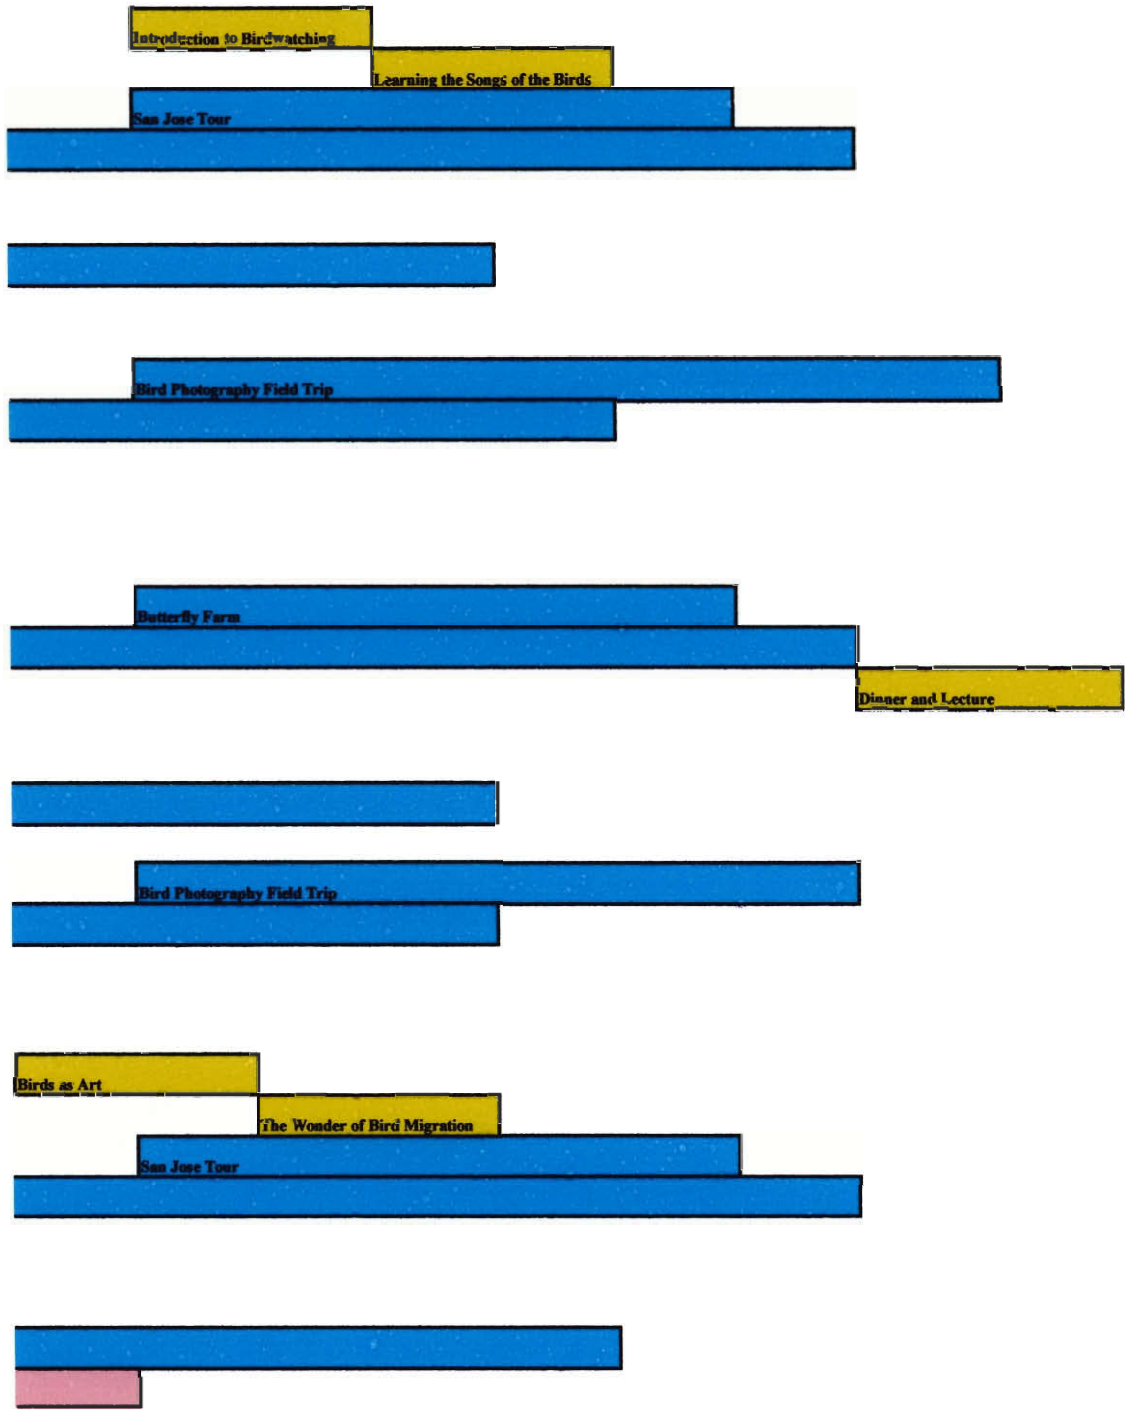 Introduction to Birdwatching
Learning the Songs of the Birds
San Jose Tour
Bird Photography Field Trip
Butterfly Farm
Dinner and Lecture
Bird Photography Field Trip
Birds as Art
The Wonder of Bird Migration
San Jose Tour